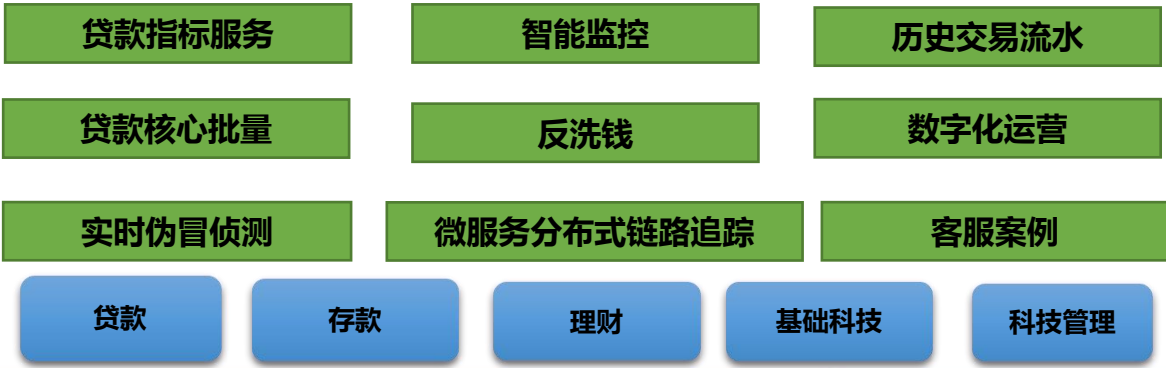 贷款指标服务
智能监控
历史交易流水
贷款核心批量
反洗钱
数字化运营
实时伪冒侦测
微服务分布式链路追踪
客服案例
贷款
存款
理财
基础科技
科技管理